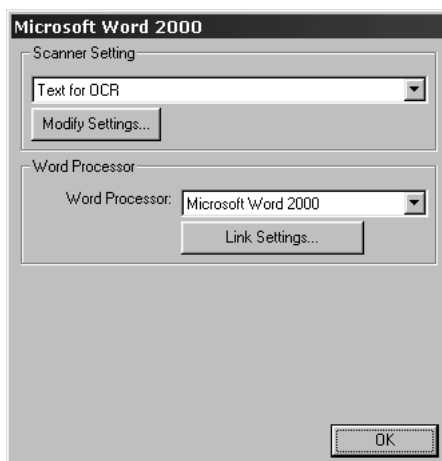 Microsoft Word 2000
Scanner Setting
Text for OCR
Modify Settings...
Word Processor
Word Processor: Microsoft Word 2000
Link Settings...
OK